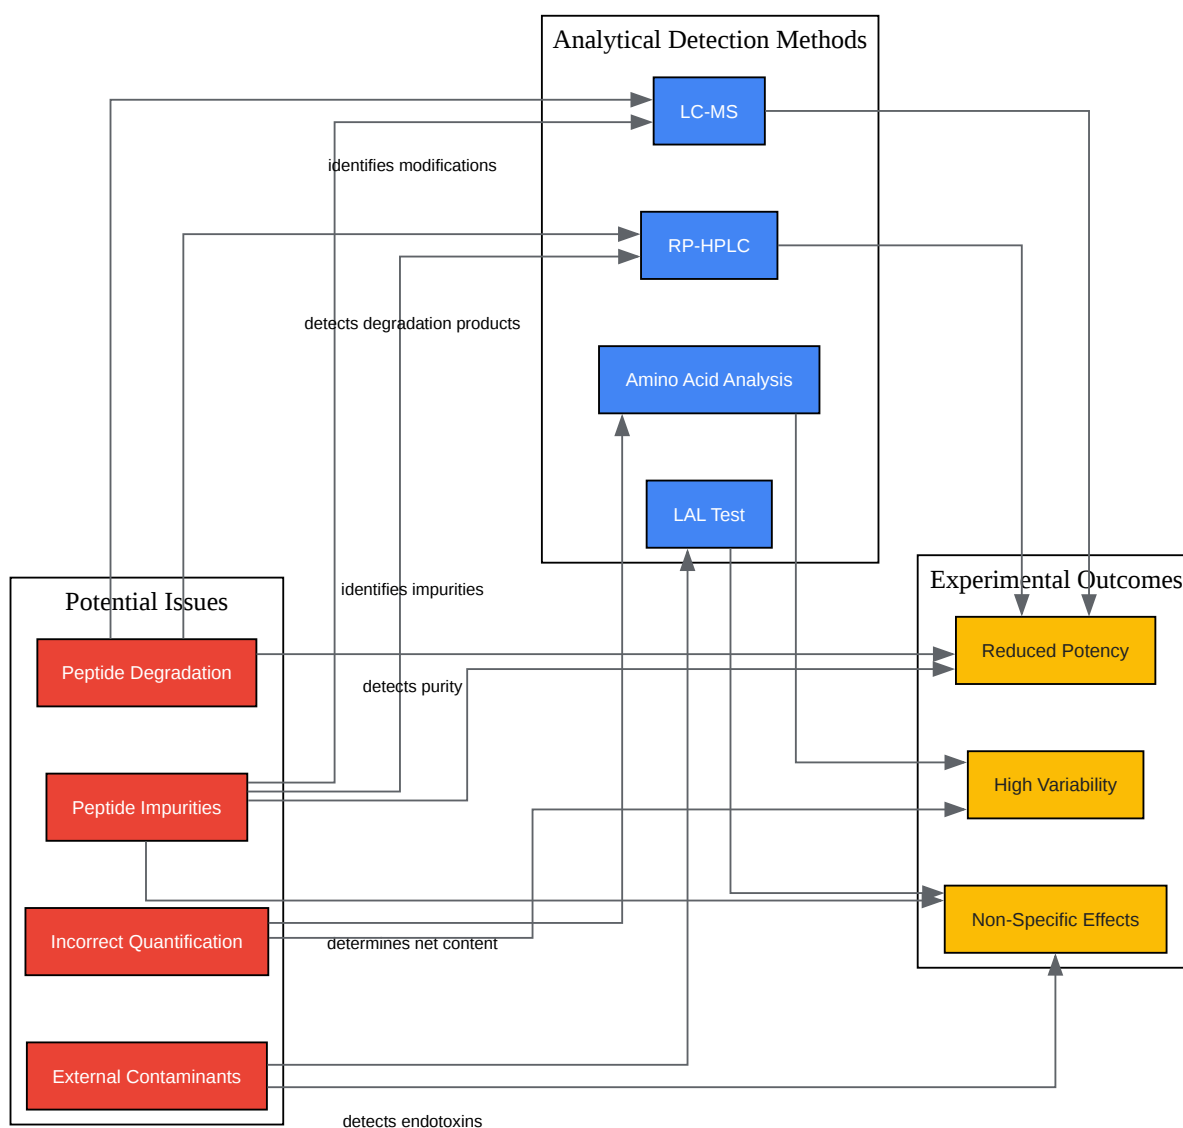 Analytical Detection Methods
LC-MS
identifies modifications
RP-HPLC
detects degradation products
Amino Acid Analysis
LAL Test
identifies impurities
Potential Issues
Experimental Outcomes
Peptide Degradation
Reduced Potency
detects purity
Peptide Impurities
High Variability
Incorrect Quantification
determines net content
Non-Specific Effects
External Contaminants
detects endotoxins